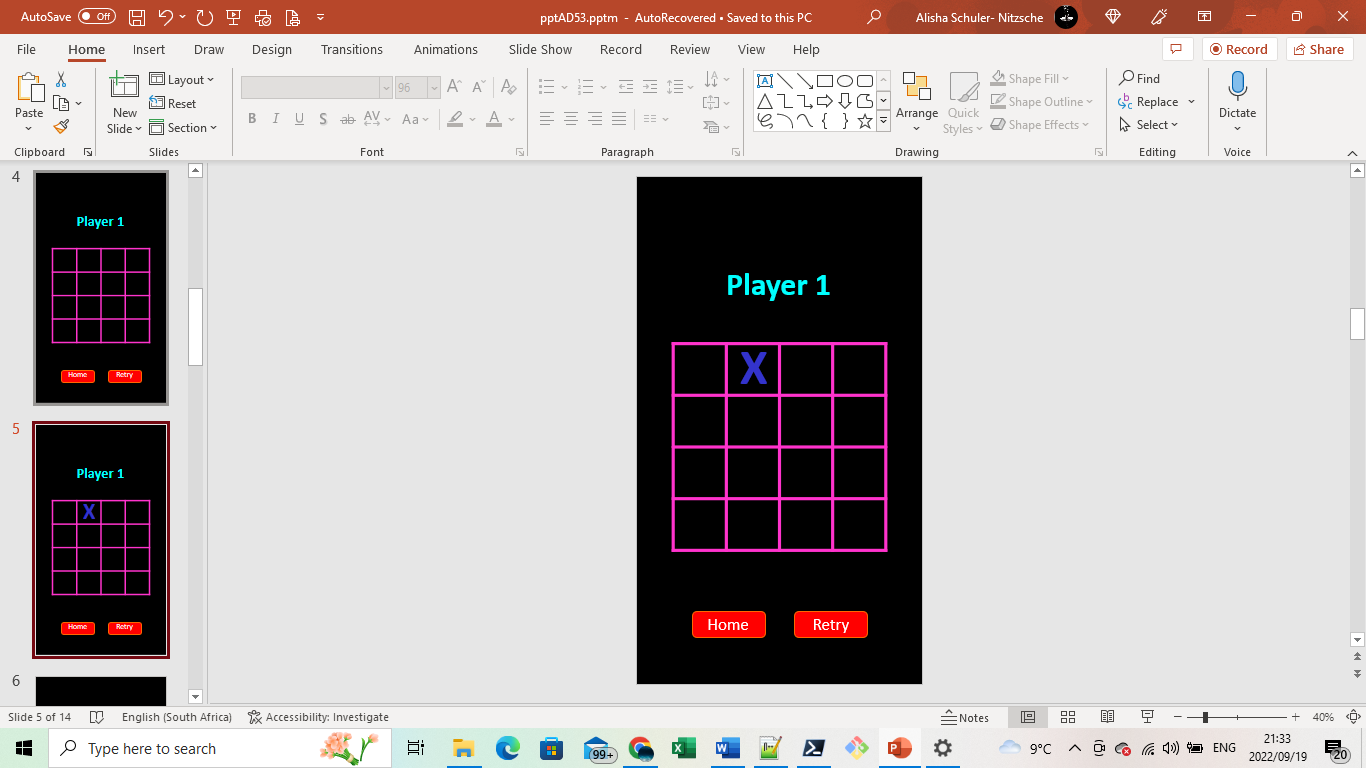 AutoSave Off pptAD53.pptm - AutoRecovered • Saved to this PC Alisha Schuler- Nitzsche
File Home Insert Draw Design Transitions Animations Slide Show Record Review View Help Record Share
Paste
Clipboard
New
Slide
Layout
Reset
Section
Slides
96
B I U S ab AV Aa A
Font
Paragraph
Arrange
Quick
Styles
Shape Fill
Shape Outline
Shape Effects
Drawing
Find
Replace
Select
Editing
Dictate
Voice
4
Player 1
Home Retry
5
Player 1
X
Home Retry
6
Player 1
X
Home Retry
Slide 5 of 14 English (South Africa) Accessibility: Investigate Notes 40%
Type here to search 99+ 9°C ENG 21:33
2022/09/19 20